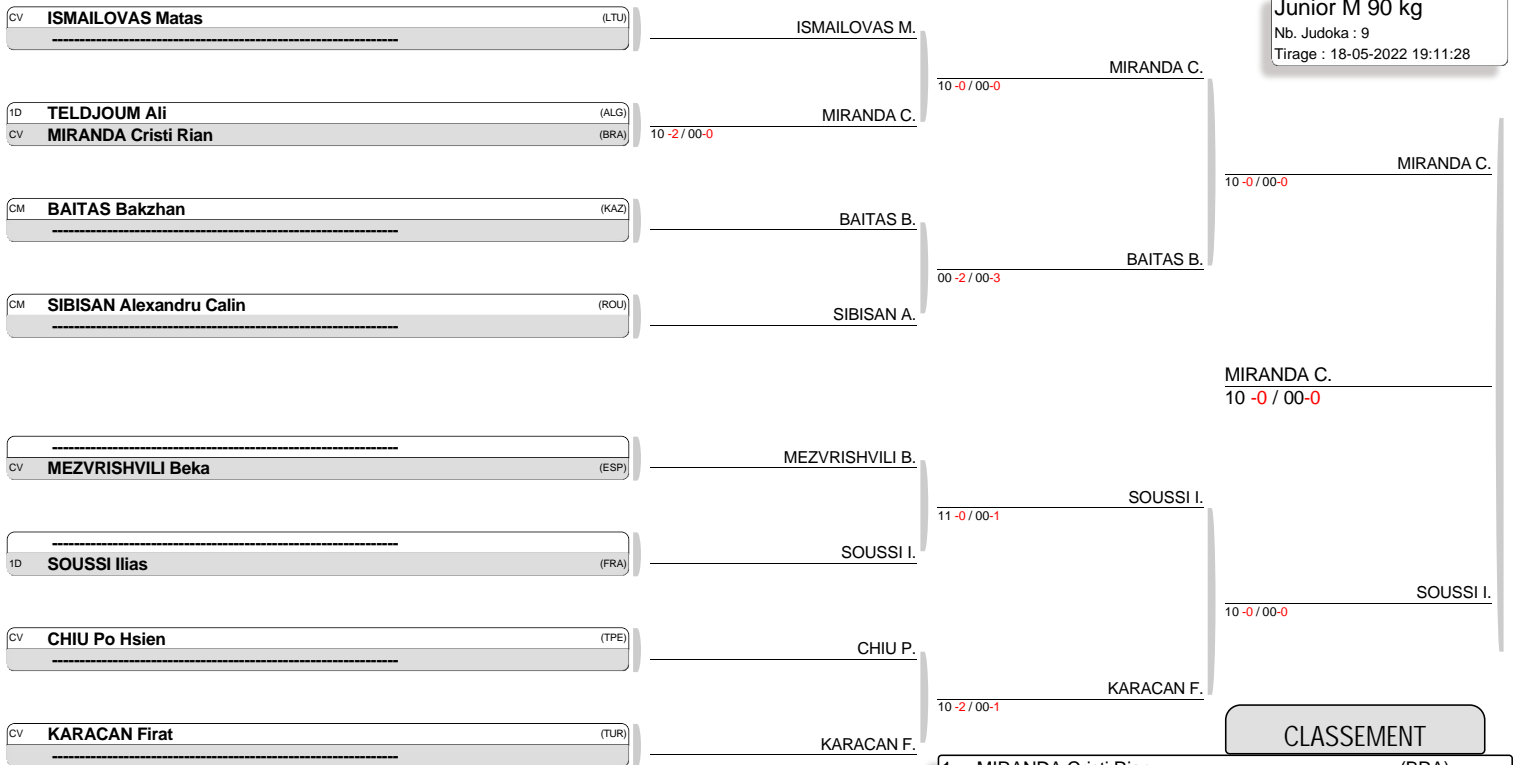 Junior M 90 kg
Nb. Judoka : 9
Tirage : 18-05-2022 19:11:28
CV ISMAILOVAS Matas (LTU)
----------------------------------------------------------------
1D TELDJOUM Ali (ALG)
CV MIRANDA Cristi Rian (BRA)
CM BAITAS Bakzhan (KAZ)
----------------------------------------------------------------
CM SIBISAN Alexandru Calin (ROU)
----------------------------------------------------------------
----------------------------------------------------------------
CV MEZVRISHVILI Beka (ESP)
----------------------------------------------------------------
1D SOUSSI Ilias (FRA)
CV CHIU Po Hsien (TPE)
----------------------------------------------------------------
CV KARACAN Firat (TUR)
----------------------------------------------------------------
ISMAILOVAS M.
MIRANDA C.
10 -2 / 00-0
BAITAS B.
SIBISAN A.
MEZVRISHVILI B.
SOUSSI I.
CHIU P.
KARACAN F.
MIRANDA C.
10 -0 / 00-0
BAITAS B.
00 -2 / 00-3
SOUSSI I.
11 -0 / 00-1
KARACAN F.
10 -2 / 00-1
MIRANDA C.
10 -0 / 00-0
MIRANDA C.
10 -0 / 00-0
SOUSSI I.
10 -0 / 00-0
CLASSEMENT
1 MIRANDA Cristi Rian (BRA)